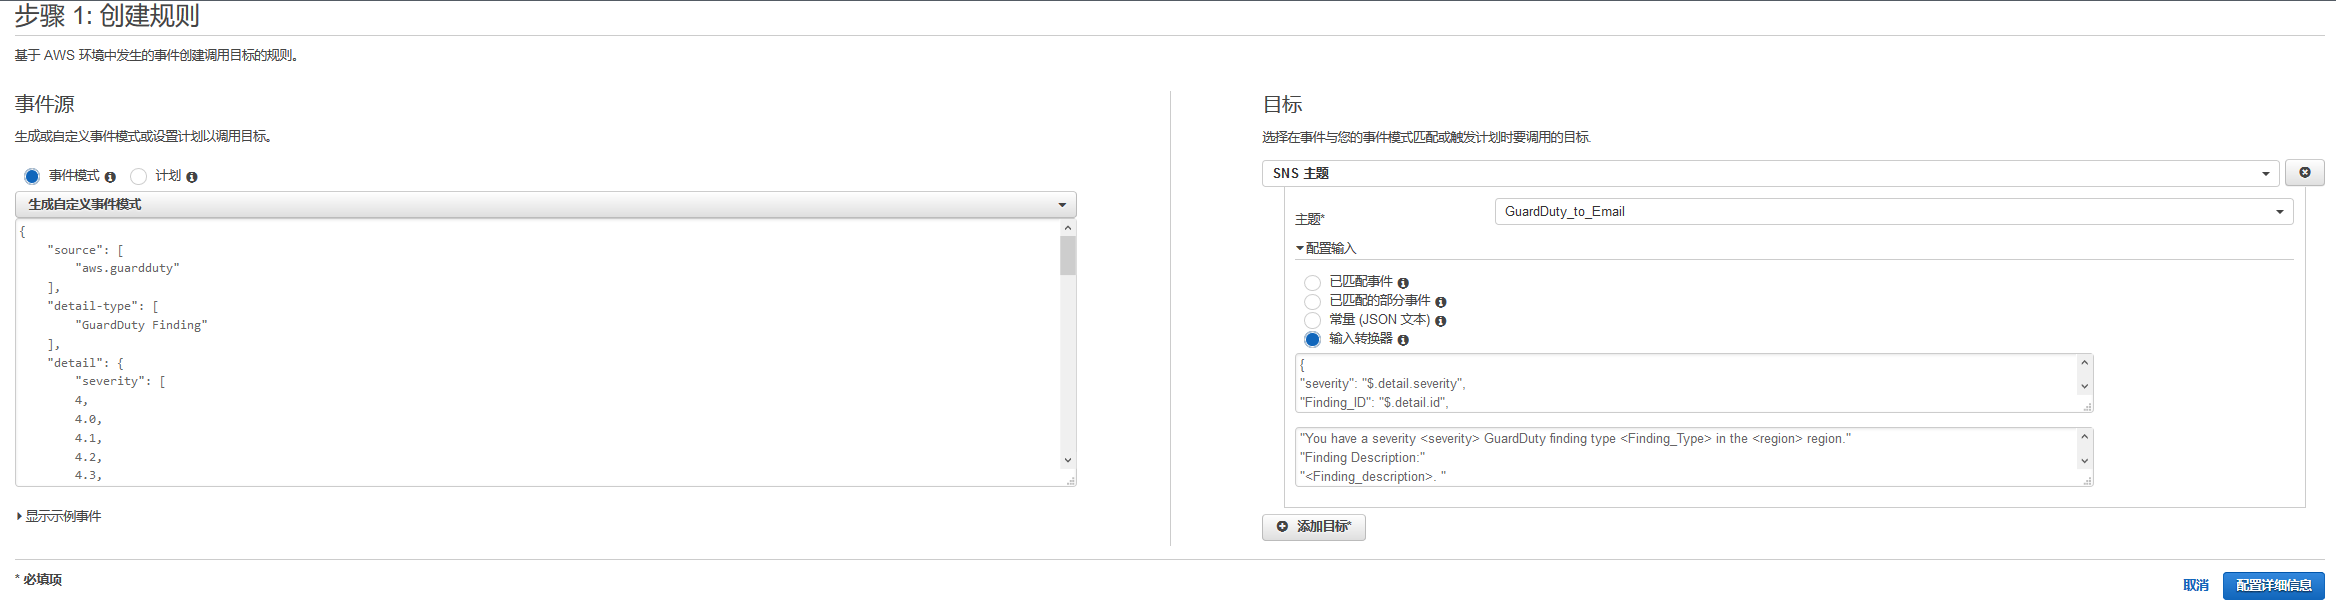 步骤 1: 创建规则
基于 AWS 环境中发生的事件创建调用目标的规则。
事件源
生成或自定义事件模式或设置计划以调用目标。
事件模式 计划
生成自定义事件模式
{
"source": [
"aws.guardduty"
],
"detail-type": [
"GuardDuty Finding"
],
"detail": {
"severity": [
4,
4.0,
4.1,
4.2,
4.3,
显示示例事件
目标
选择在事件与您的事件模式匹配或触发计划时要调用的目标.
SNS 主题
主题* GuardDuty_to_Email
配置输入
已匹配事件
已匹配的部分事件
常量 (JSON 文本)
输入转换器
{
"severity": "$.detail.severity",
"Finding_ID": "$.detail.id",
"You have a severity <severity> GuardDuty finding type <Finding_Type> in the <region> region."
"Finding Description:"
"<Finding_description>. "
添加目标*
* 必填项
取消 配置详细信息